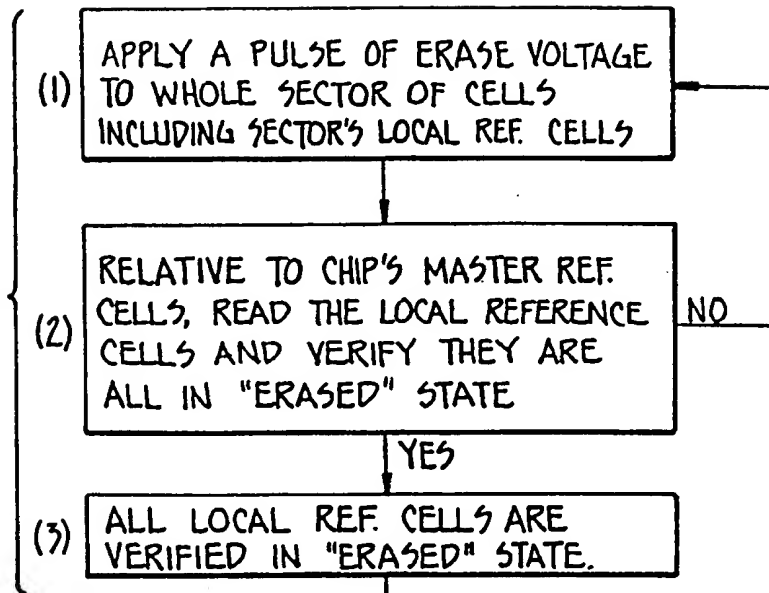 (1)
APPLY A PULSE OF ERASE VOLTAGE
TO WHOLE SECTOR OF CELLS
INCLUDING SECTOR'S LOCAL REF. CELLS
(2)
RELATIVE TO CHIP'S MASTER REF.
CELLS, READ THE LOCAL REFERENCE
CELLS AND VERIFY THEY ARE
ALL IN "ERASED" STATE
NO
YES
(3)
ALL LOCAL REF. CELLS ARE
VERIFIED IN "ERASED" STATE.